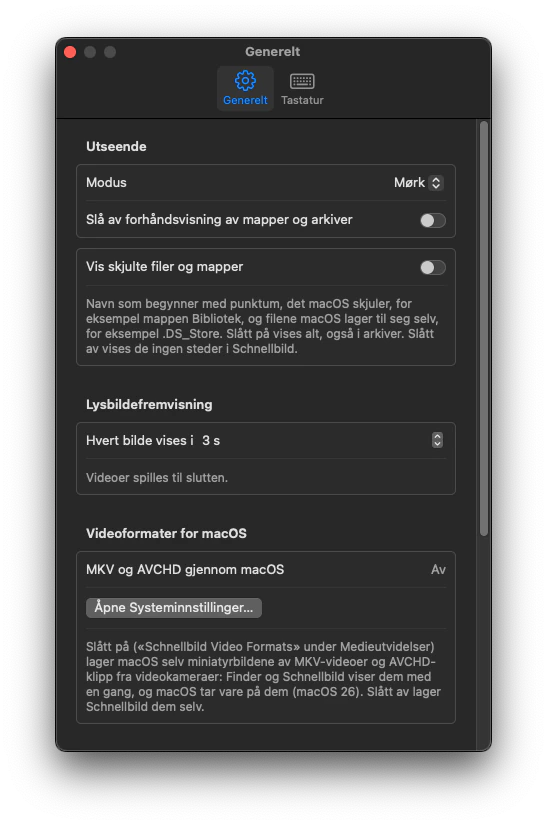 Generelt
Generelt
Tastatur
Utseende
Modus
Mørk
Slå av forhåndsvisning av mapper og arkiver
Vis skjulte filer og mapper
Navn som begynner med punktum, det macOS skjuler, for
eksempel mappen Bibliotek, og filene macOS lager til seg selv,
for eksempel .DS_Store. Slått på vises alt, også i arkiver. Slått
av vises de ingen steder i Schnellbild.
Lysbildefremvisning
Hvert bilde vises i 3 s
Videoer spilles til slutten.
Videoformater for macOS
MKV og AVCHD gjennom macOS
Av
Åpne Systeminnstillinger...
Slått på («Schnellbild Video Formats» under Medieutvidelser)
lager macOS selv miniatyrbildene av MKV-videoer og AVCHD-
klipp fra videokameraer: Finder og Schnellbild viser dem med
en gang, og macOS tar vare på dem (macOS 26). Slått av lager
Schnellbild dem selv.